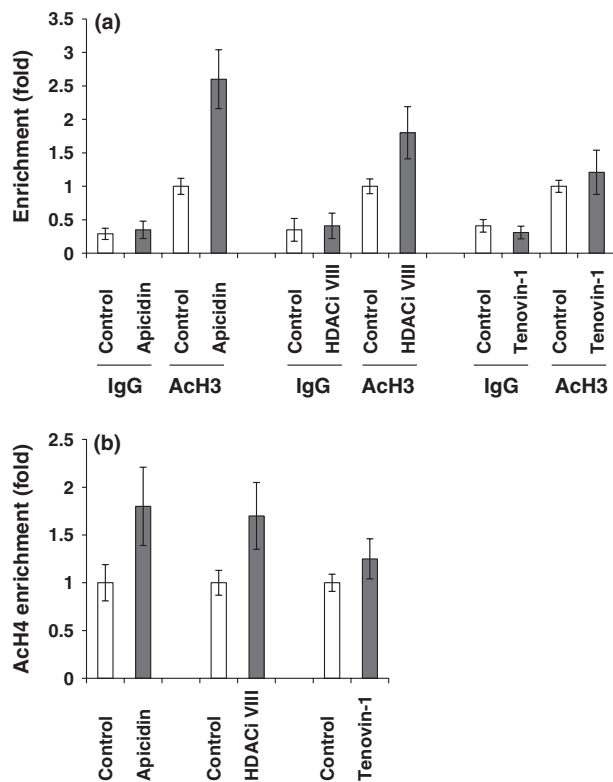 (a)
Enrichment (fold)
3.5
3
2.5
2
1.5
1
0.5
0
Control
Apicidin
Control
Apicidin
Control
HDACi VIII
Control
HDACi VIII
Control
Tenovin-1
Control
Tenovin-1
IgG
AcH3
IgG
AcH3
IgG
AcH3
(b)
AcH4 enrichment (fold)
2.5
2
1.5
1
0.5
0
Control
Apicidin
Control
HDACi VIII
Control
Tenovin-1